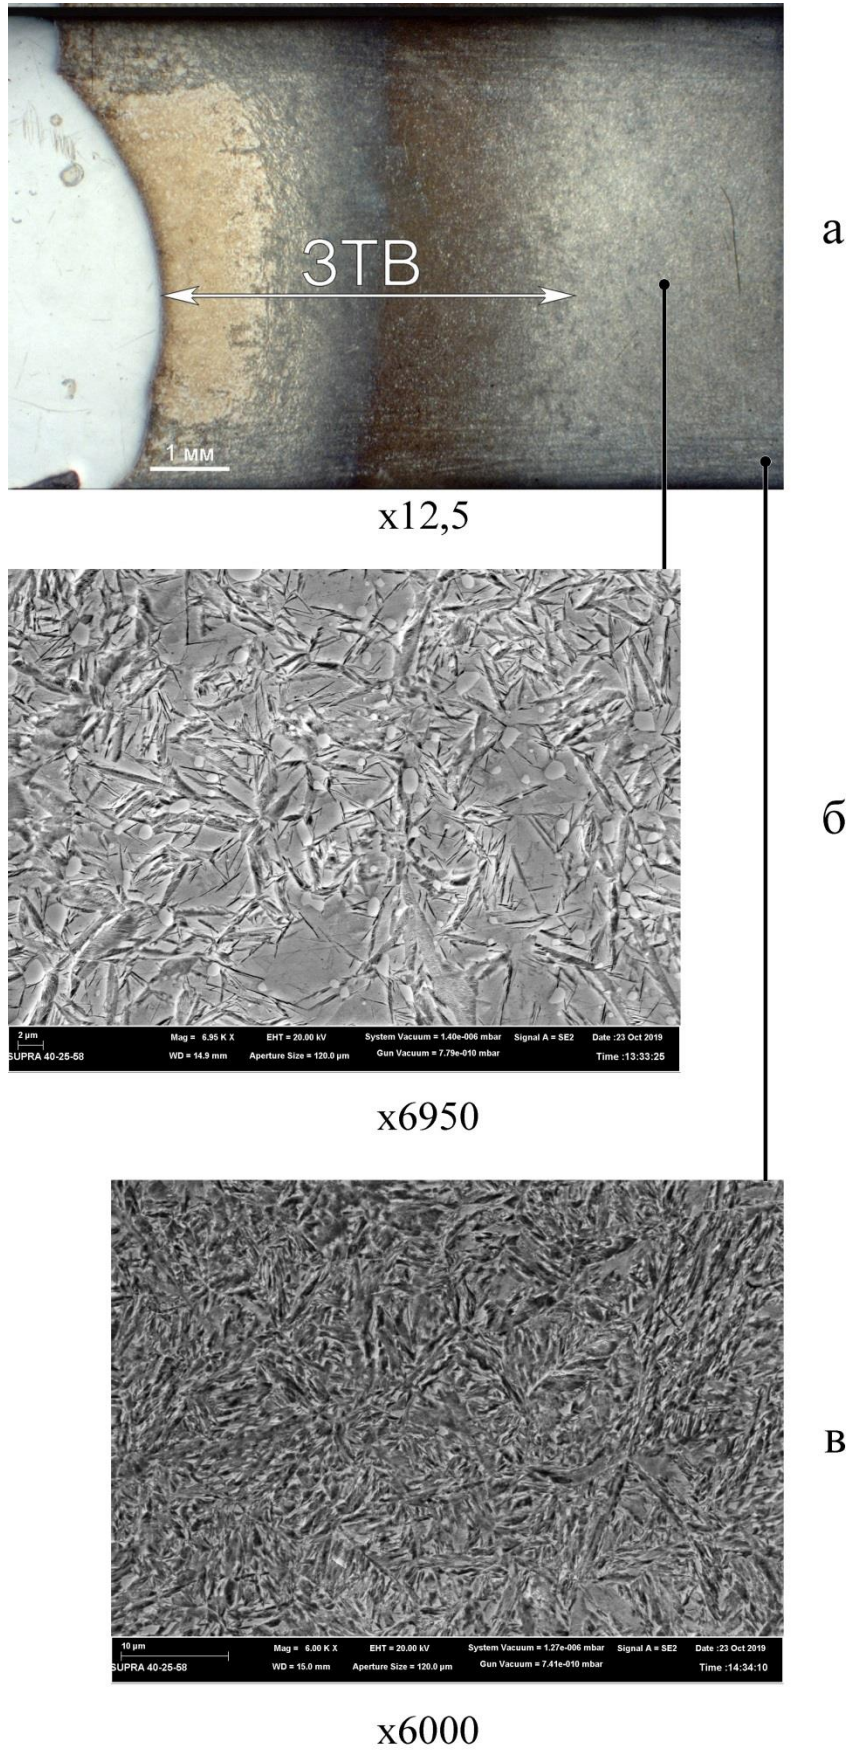 ЗТВ
1 мм
а
х12,5
2 µm
Mag = 6.95 K X
EHT = 20.00 kV
System Vacuum = 1.40e-006 mbar
Signal A = SE2
Date :23 Oct 2019
SUPRA 40-25-58
WD = 14.9 mm
Aperture Size = 120.0 µm
Gun Vacuum = 7.79e-010 mbar
Time :13:33:25
б
х6950
10 µm
Mag = 6.00 K X
EHT = 20.00 kV
System Vacuum = 1.27e-006 mbar
Signal A = SE2
Date :23 Oct 2019
SUPRA 40-25-58
WD = 15.0 mm
Aperture Size = 120.0 µm
Gun Vacuum = 7.41e-010 mbar
Time :14:34:10
в
х6000